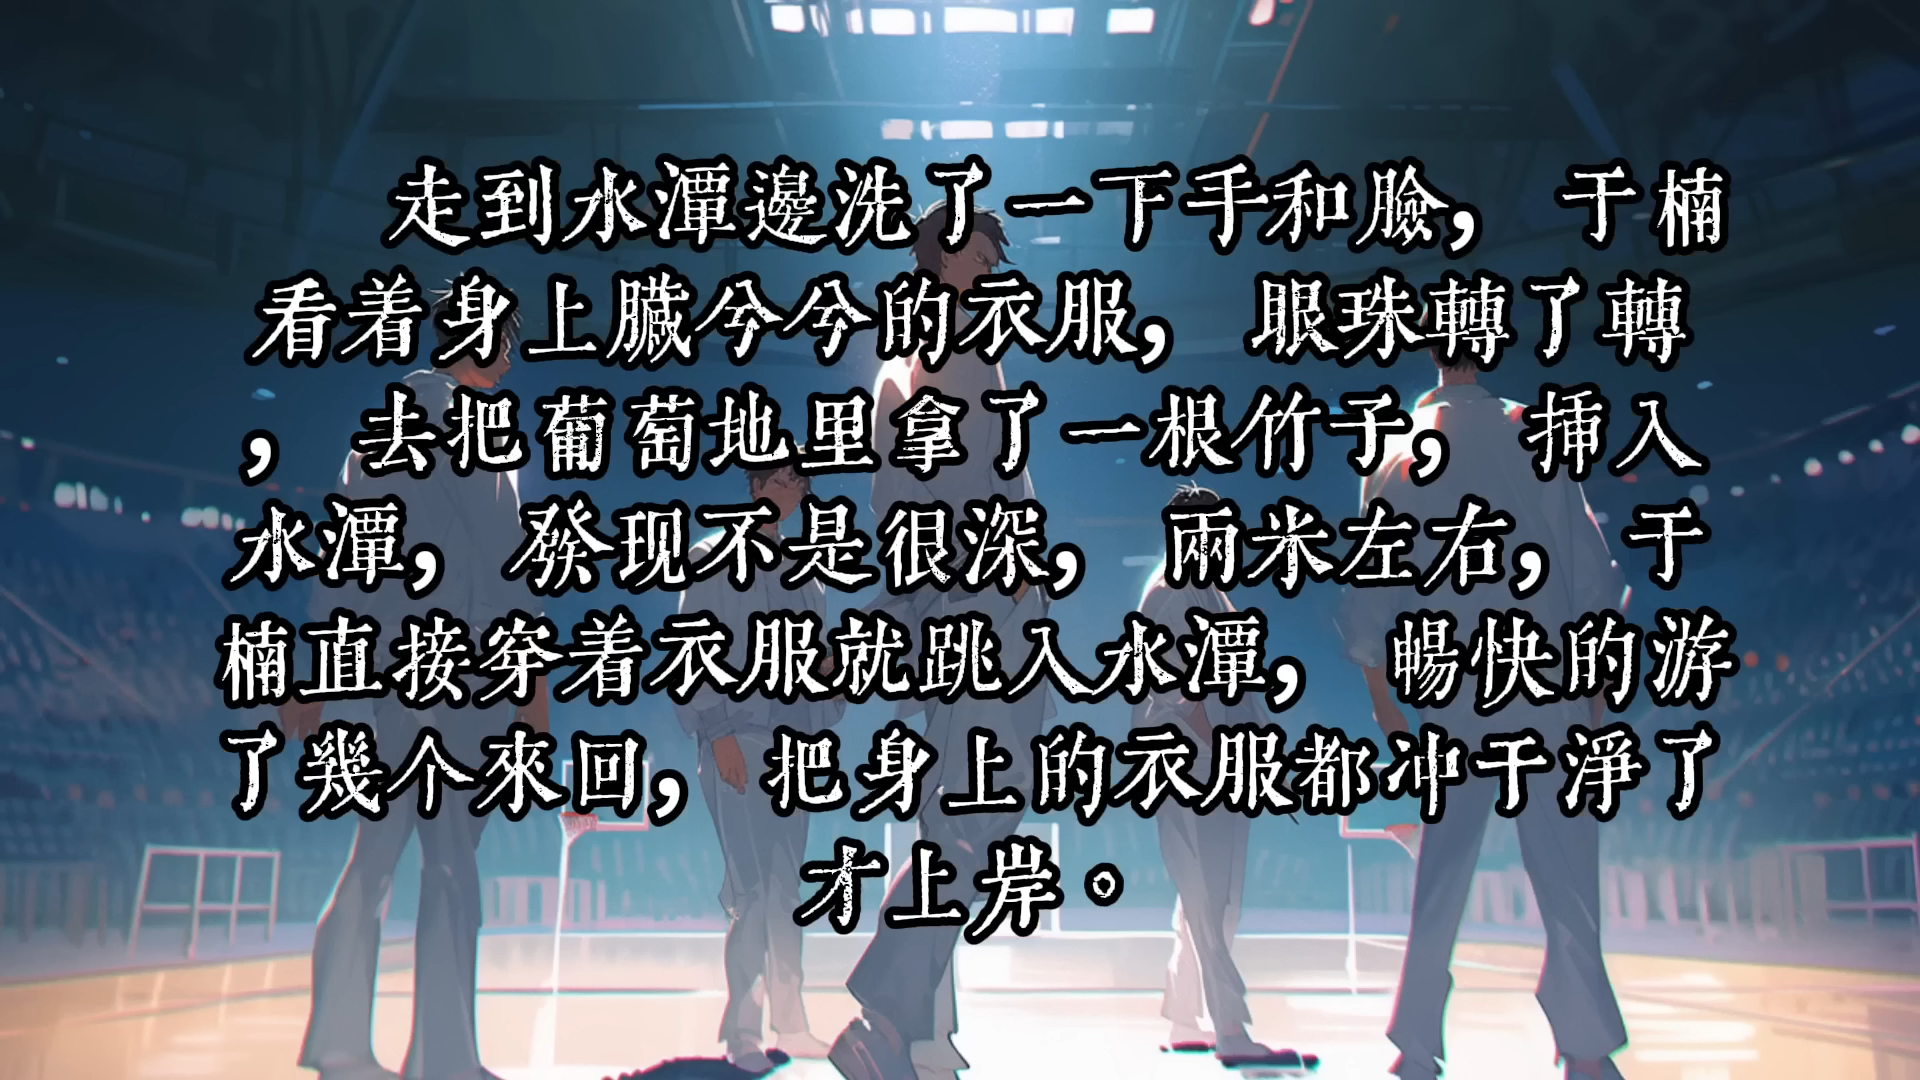 走到水潭邊洗了一下手和臉，于楠
看着身上臟兮兮的衣服，眼珠轉了轉
，去把葡萄地里拿了一根竹子，插入
水潭，發现不是很深，兩米左右，于
楠直接穿着衣服就跳入水潭，暢快的游
了幾个來回，把身上的衣服都冲干淨了
才上岸。